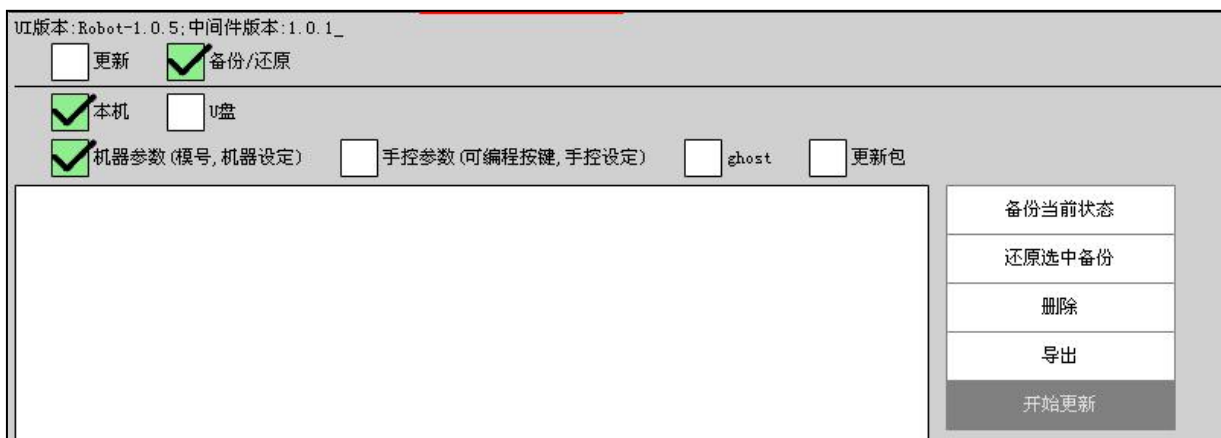 UI版本:Robot-1.0.5;中间件版本:1.0.1_
更新 备份/还原
本机 U盘
机器参数(模号,机器设定) 手控参数(可编程按键,手控设定) ghost 更新包
备份当前状态
还原选中备份
删除
导出
开始更新